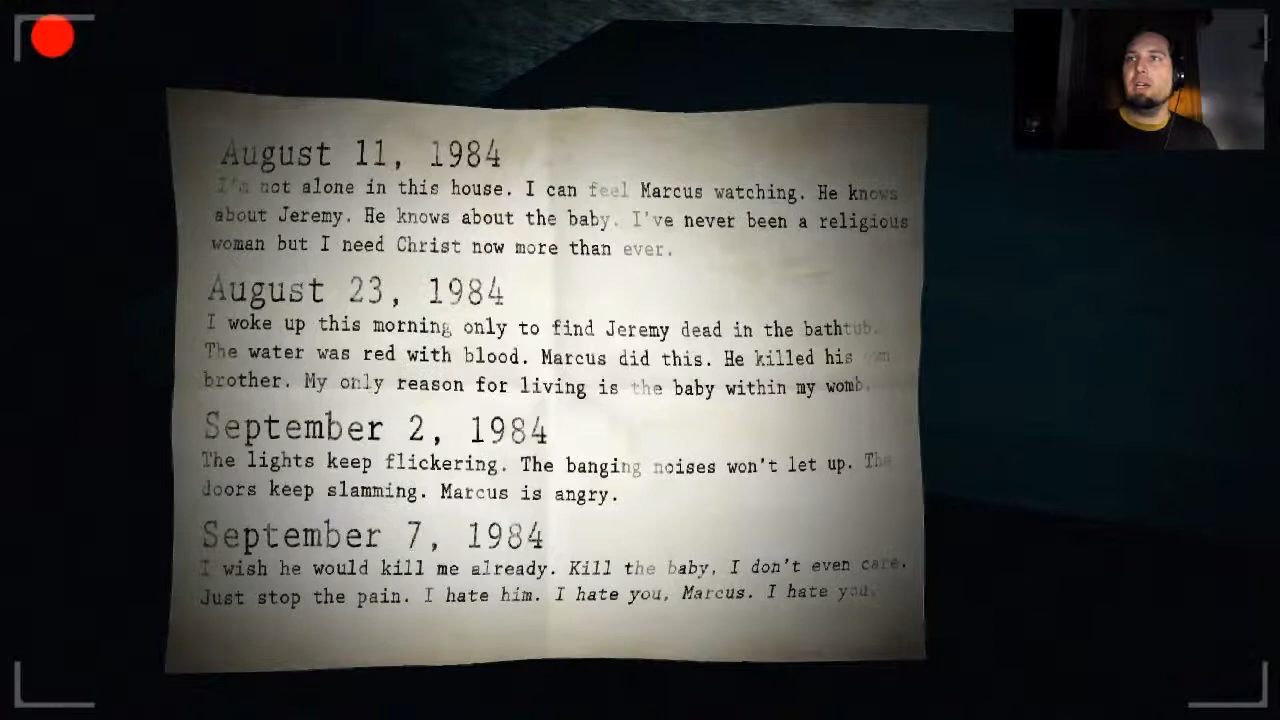 August 11, 1984
I'm not alone in this house. I can feel Marcus watching. He knows
about Jeremy. He knows about the baby. I've never been a religious
woman but I need Christ now more than ever.
August 23, 1984
I woke up this morning only to find Jeremy dead in the bathtub.
The water was red with blood. Marcus did this. He killed his own
brother. My only reason for living is the baby within my womb.
September 2, 1984
The lights keep flickering. The banging noises won't let up. The
doors keep slamming. Marcus is angry.
September 7, 1984
I wish he would kill me already. Kill the baby, I don't even care.
Just stop the pain. I hate him. I hate you, Marcus. I hate you.